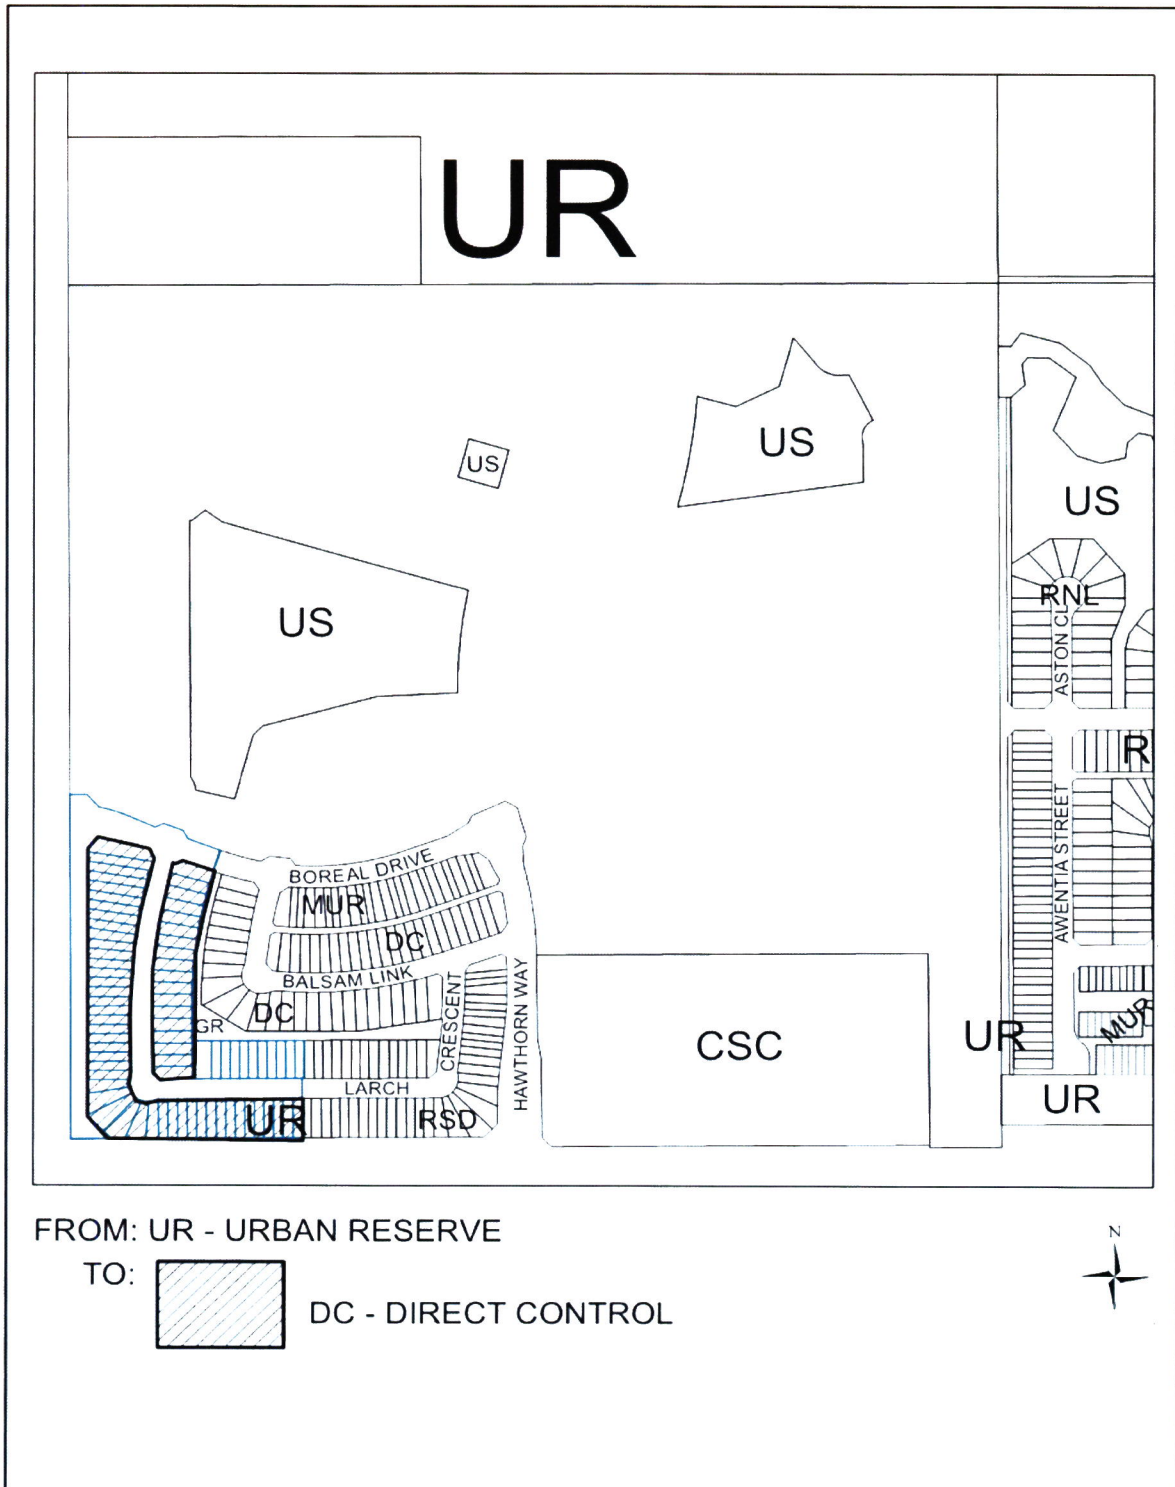 UR
US
US
US
US
RNL
ASTON CL
R
AWENTIA STREET
BOREAL DRIVE
MUR
DC
BALSAM LINK
DC
GR
CRESCENT
HAWTHORN WAY
LARCH
UR
RSD
CSC
UR
MUR
UR
FROM: UR - URBAN RESERVE
TO:
DC - DIRECT CONTROL
N